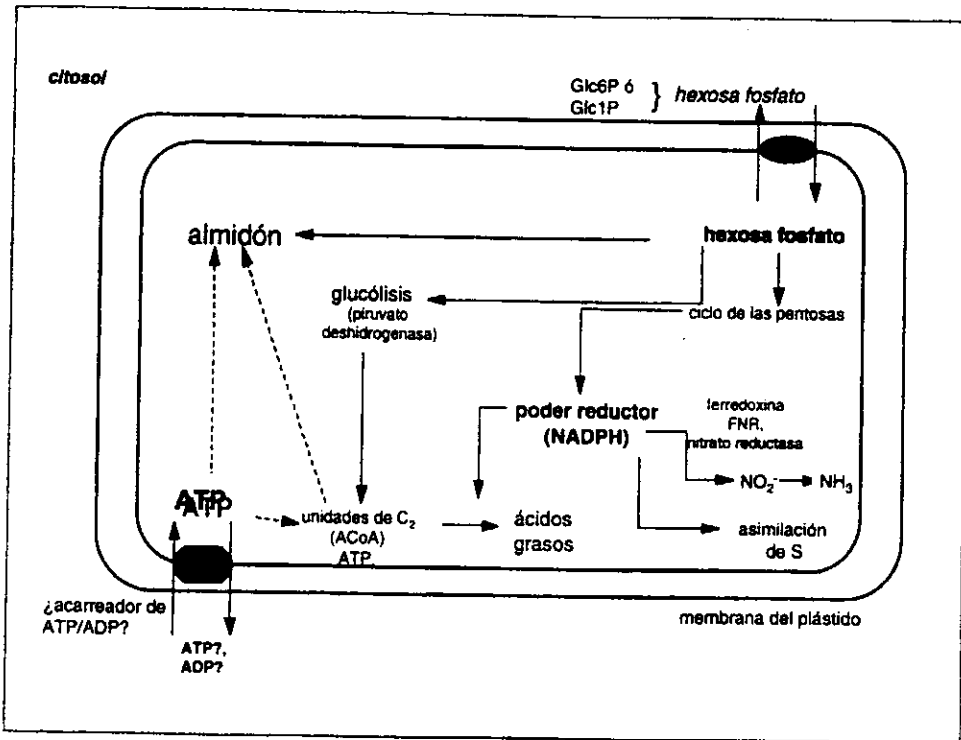 citosol
Glc6P ó
Glc1P
} hexosa fosfato
almidón
hexosa fosfato
glucólisis
(piruvato
deshidrogenasa)
ciclo de las pentosas
poder reductor
(NADPH)
ferredoxina
FNR,
nitrato reductasa
NO₂⁻ NH₃
ATP
ATP
unidades de C₂
(ACoA)
ATP
ácidos
grasos
asimilación
de S
¿acarreador de
ATP/ADP?
membrana del plástido
ATP?,
ADP?